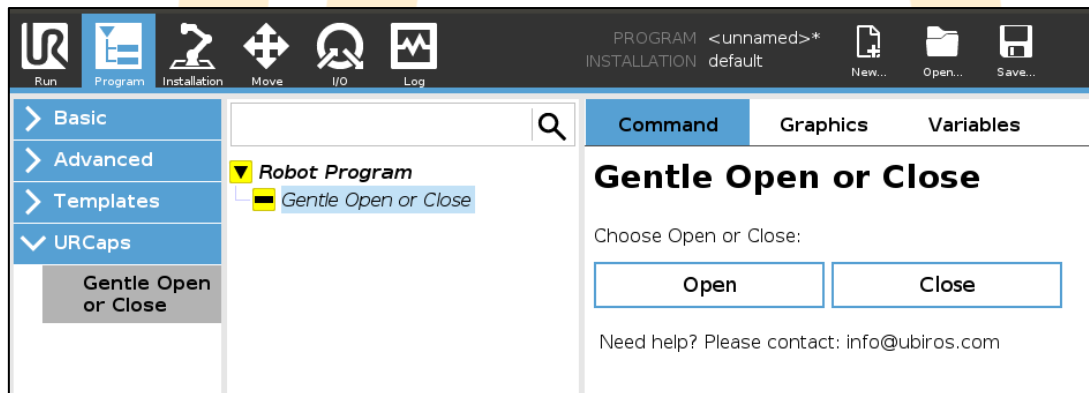 UR
PROGRAM <unnamed>*
INSTALLATION default
Run Program Installation Move I/O Log New... Open... Save...
Basic
Advanced
Templates
URCaps
Gentle Open
or Close
Robot Program
Gentle Open or Close
Command Graphics Variables
Gentle Open or Close
Choose Open or Close:
Open Close
Need help? Please contact: info@ubiros.com